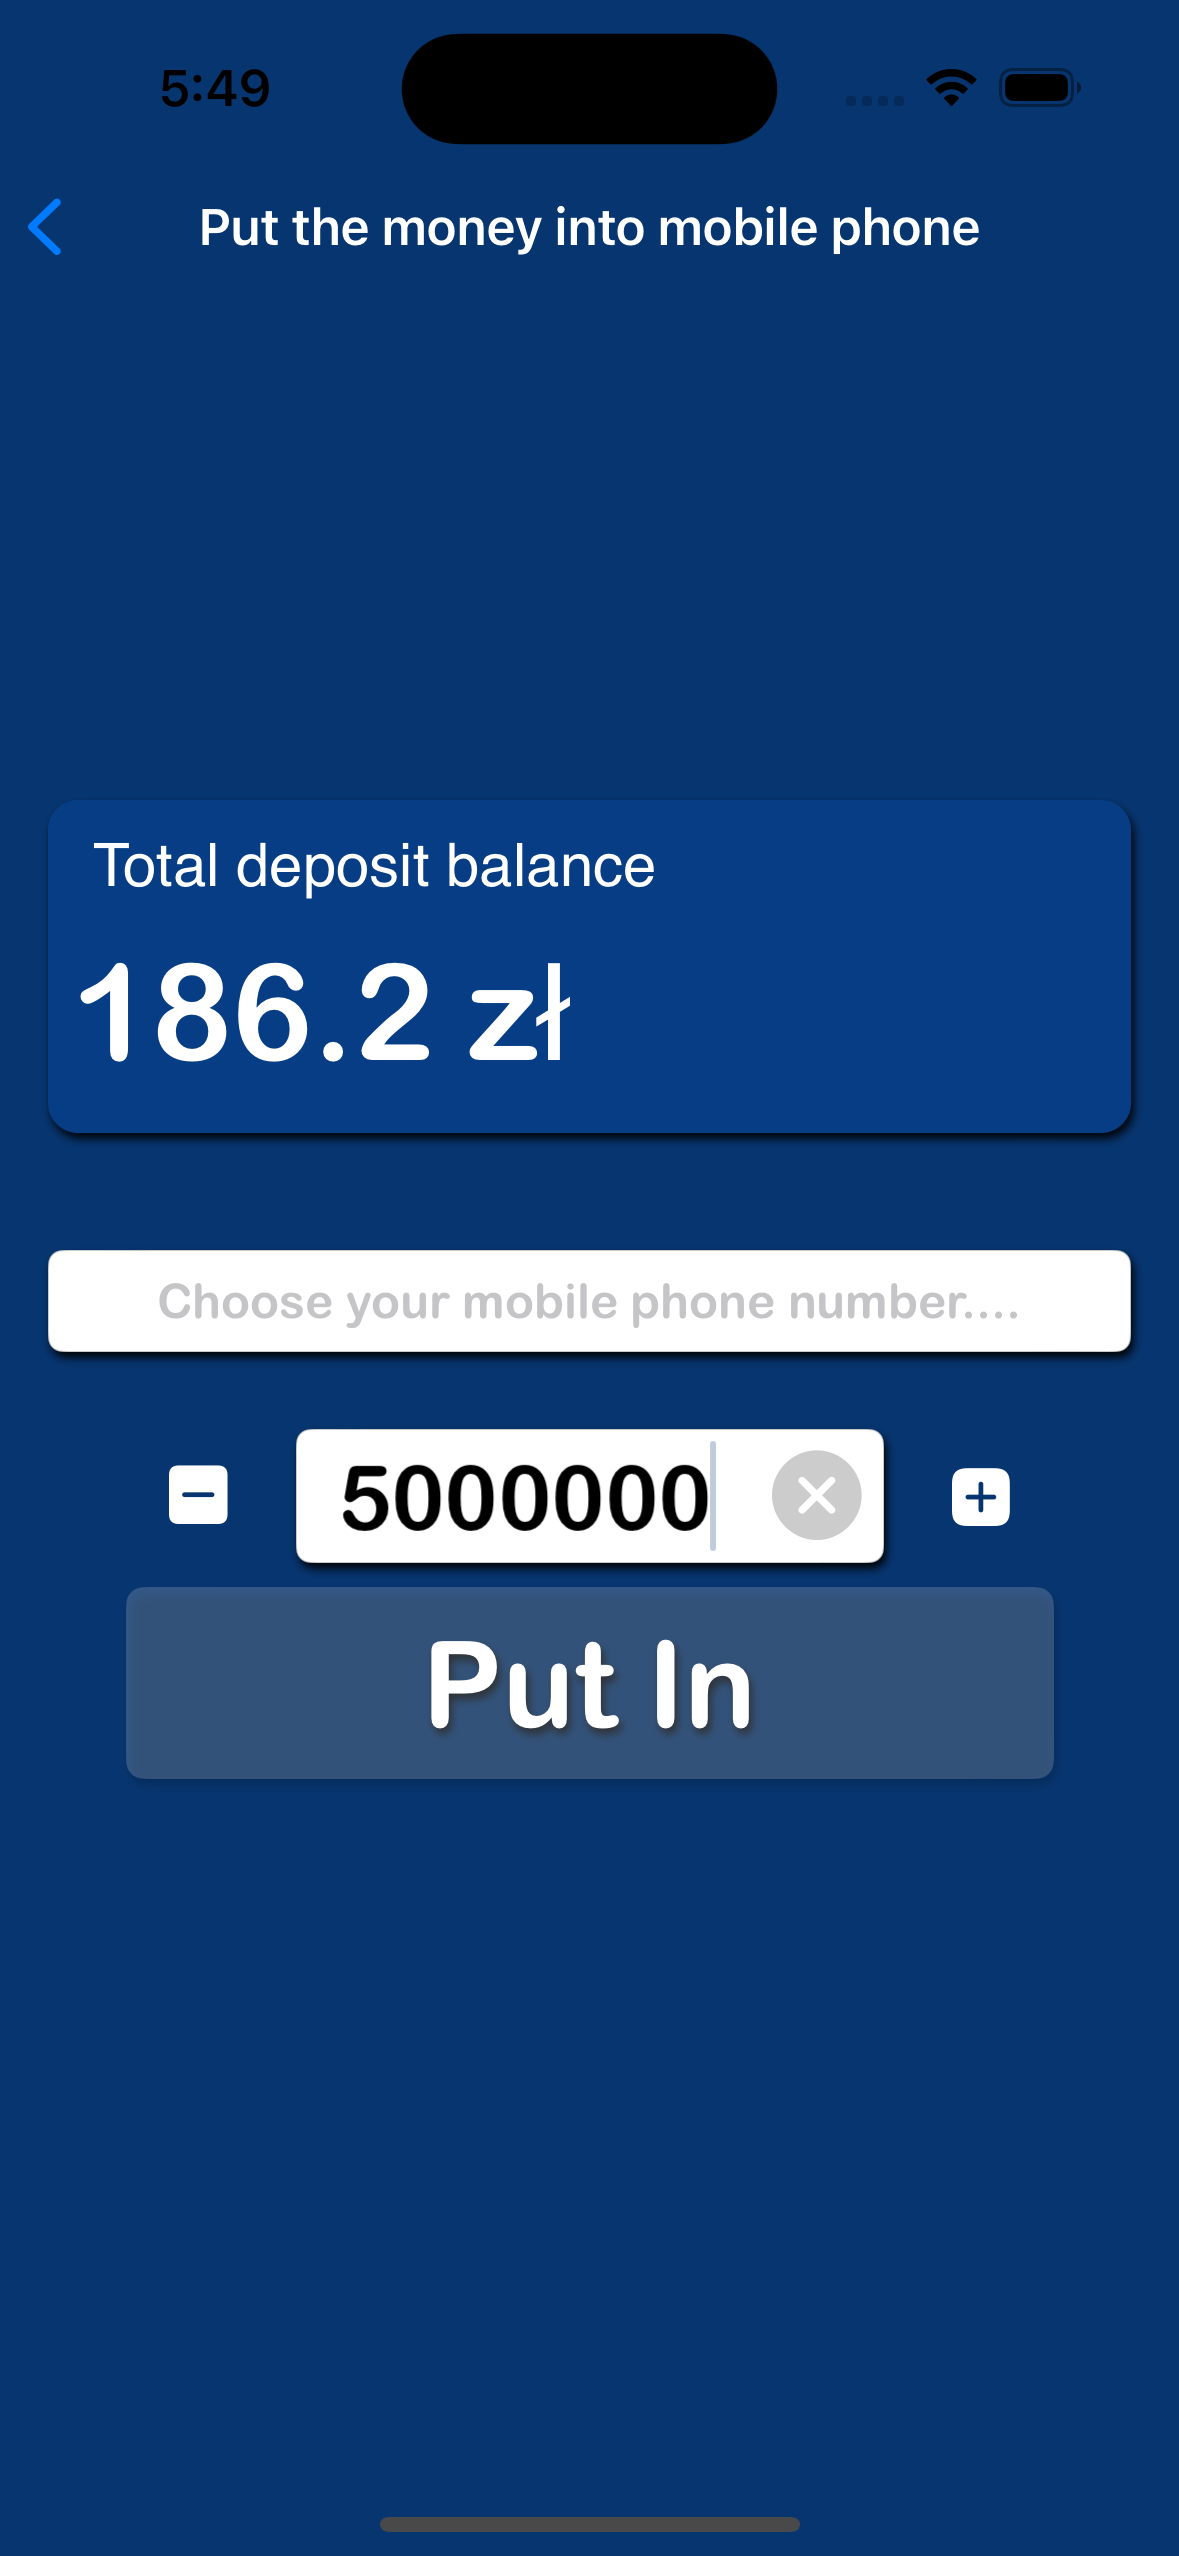 5:49
Put the money into mobile phone
Total deposit balance
186.2 zł
Choose your mobile phone number....
5000000
Put In